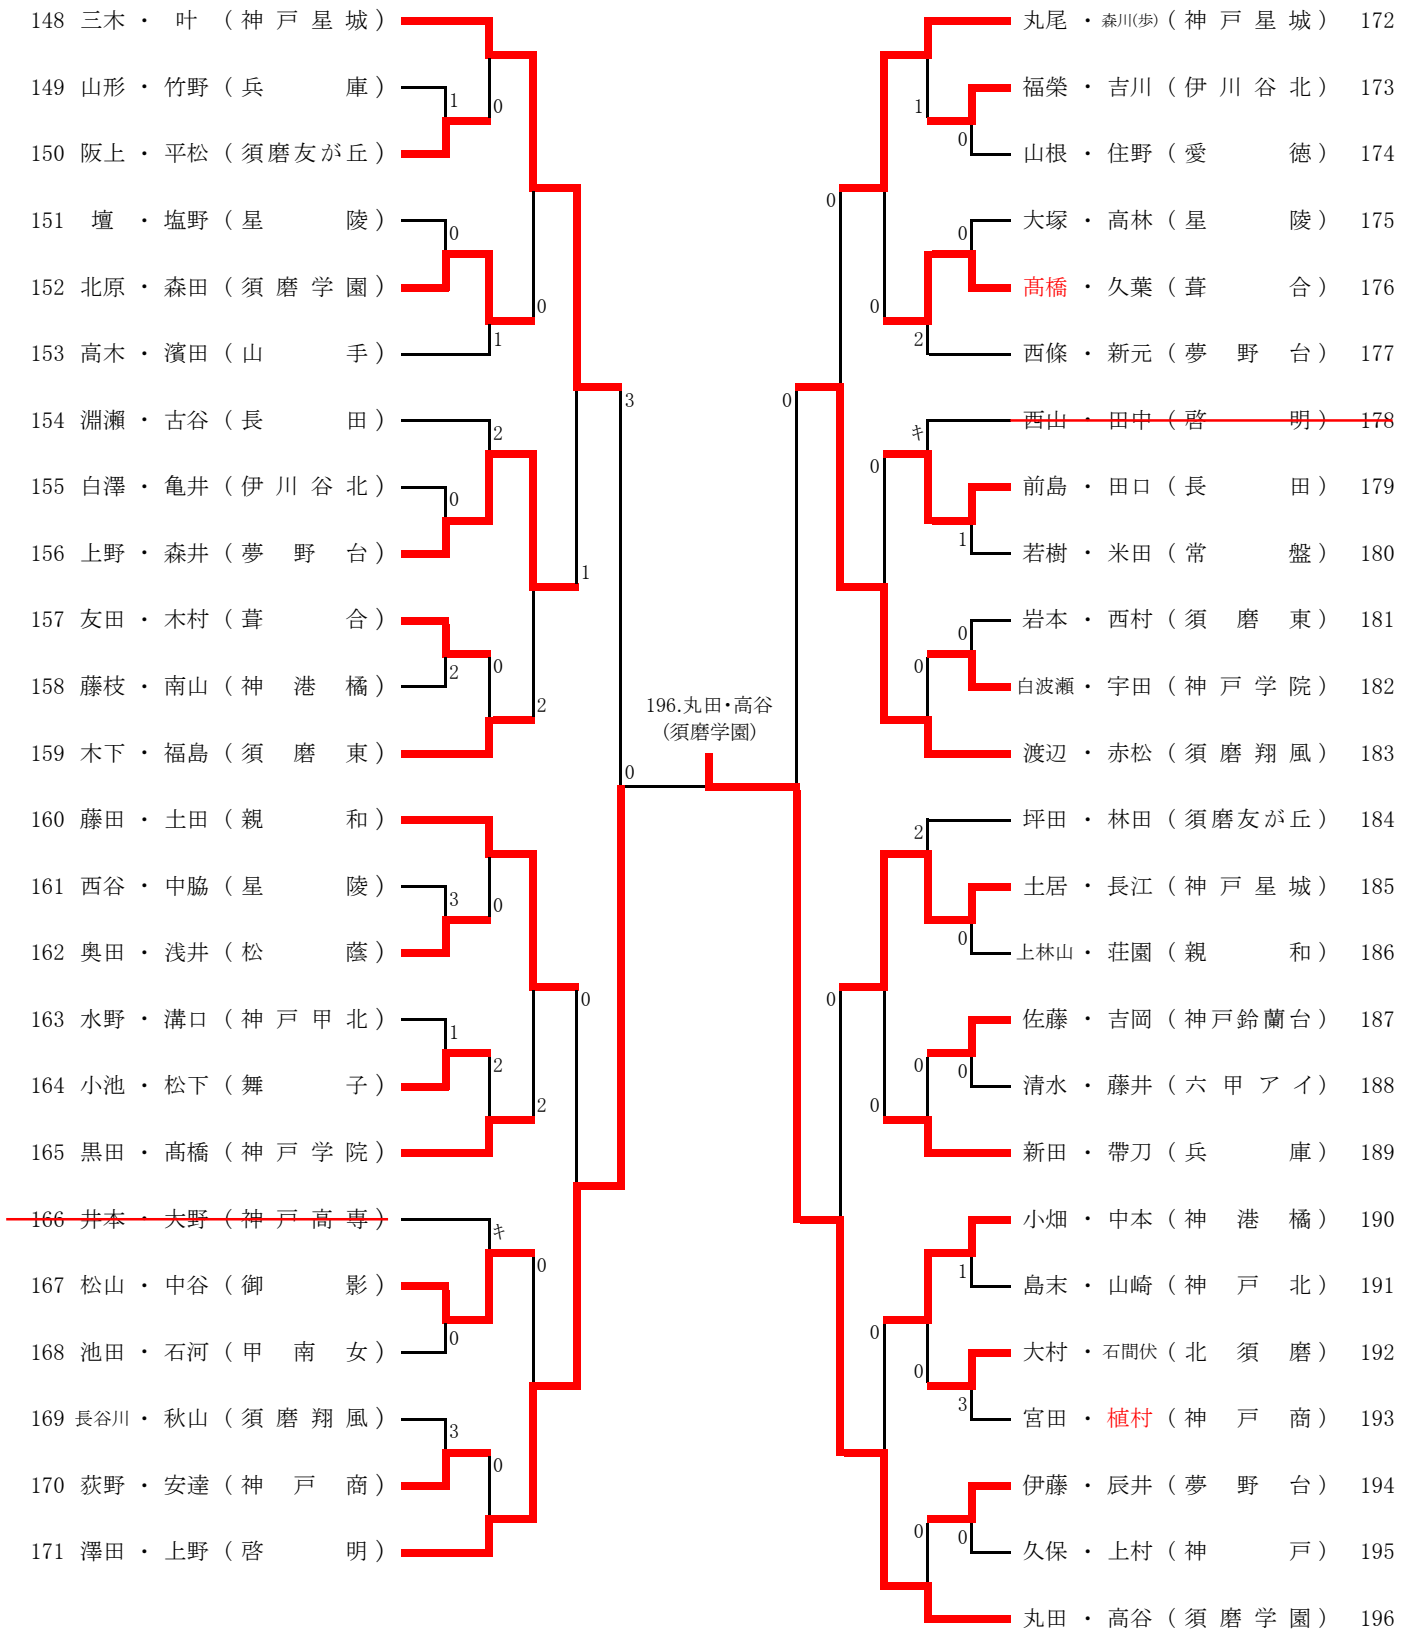 148 三木 ・ 叶 ( 神 戸 星 城 )
149 山形 ・ 竹野 ( 兵 庫 )
1
0
150 阪上 ・ 平松 ( 須磨友が丘 )
151 壇 ・ 塩野 ( 星 陵 )
0
152 北原 ・ 森田 ( 須 磨 学 園 )
0
153 高木 ・ 濱田 ( 山 手 )
1
3
154 淵瀬 ・ 古谷 ( 長 田 )
2
155 白澤 ・ 亀井 ( 伊 川 谷 北 )
0
156 上野 ・ 森井 ( 夢 野 台 )
1
157 友田 ・ 木村 ( 葺 合 )
2
0
158 藤枝 ・ 南山 ( 神 港 橘 )
2
159 木下 ・ 福島 ( 須 磨 東 )
0
160 藤田 ・ 土田 ( 親 和 )
161 西谷 ・ 中脇 ( 星 陵 )
3
0
162 奥田 ・ 浅井 ( 松 蔭 )
0
163 水野 ・ 溝口 ( 神 戸 甲 北 )
1
2
164 小池 ・ 松下 ( 舞 子 )
2
165 黒田 ・ 髙橋 ( 神 戸 学 院 )
166 井本 ・ 大野 ( 神 戸 高 専 )
キ
0
167 松山 ・ 中谷 ( 御 影 )
0
168 池田 ・ 石河 ( 甲 南 女 )
169 長谷川 ・ 秋山 ( 須 磨 翔 風 )
3
0
170 荻野 ・ 安達 ( 神 戸 商 )
171 澤田 ・ 上野 ( 啓 明 )
196.丸田・高谷
(須磨学園)
丸尾 ・ 森川(歩) ( 神 戸 星 城 ) 172
福榮 ・ 吉川 ( 伊 川 谷 北 ) 173
1
0
山根 ・ 住野 ( 愛 徳 ) 174
0
大塚 ・ 高林 ( 星 陵 ) 175
0
髙橋 ・ 久葉 ( 葺 合 ) 176
0
2
西條 ・ 新元 ( 夢 野 台 ) 177
0
西山 ・ 田中 ( 啓 明 ) 178
キ
0
前島 ・ 田口 ( 長 田 ) 179
1
若樹 ・ 米田 ( 常 盤 ) 180
岩本 ・ 西村 ( 須 磨 東 ) 181
0
0
白波瀬 ・ 宇田 ( 神 戸 学 院 ) 182
渡辺 ・ 赤松 ( 須 磨 翔 風 ) 183
坪田 ・ 林田 ( 須磨友が丘 ) 184
2
土居 ・ 長江 ( 神 戸 星 城 ) 185
0
上林山 ・ 荘園 ( 親 和 ) 186
0
佐藤 ・ 吉岡 ( 神戸鈴蘭台 ) 187
0
0
清水 ・ 藤井 ( 六 甲 ア イ ) 188
0
新田 ・ 帶刀 ( 兵 庫 ) 189
小畑 ・ 中本 ( 神 港 橘 ) 190
1
島末 ・ 山崎 ( 神 戸 北 ) 191
0
大村 ・ 石間伏 ( 北 須 磨 ) 192
0
3
宮田 ・ 植村 ( 神 戸 商 ) 193
伊藤 ・ 辰井 ( 夢 野 台 ) 194
0
0
久保 ・ 上村 ( 神 戸 ) 195
丸田 ・ 高谷 ( 須 磨 学 園 ) 196